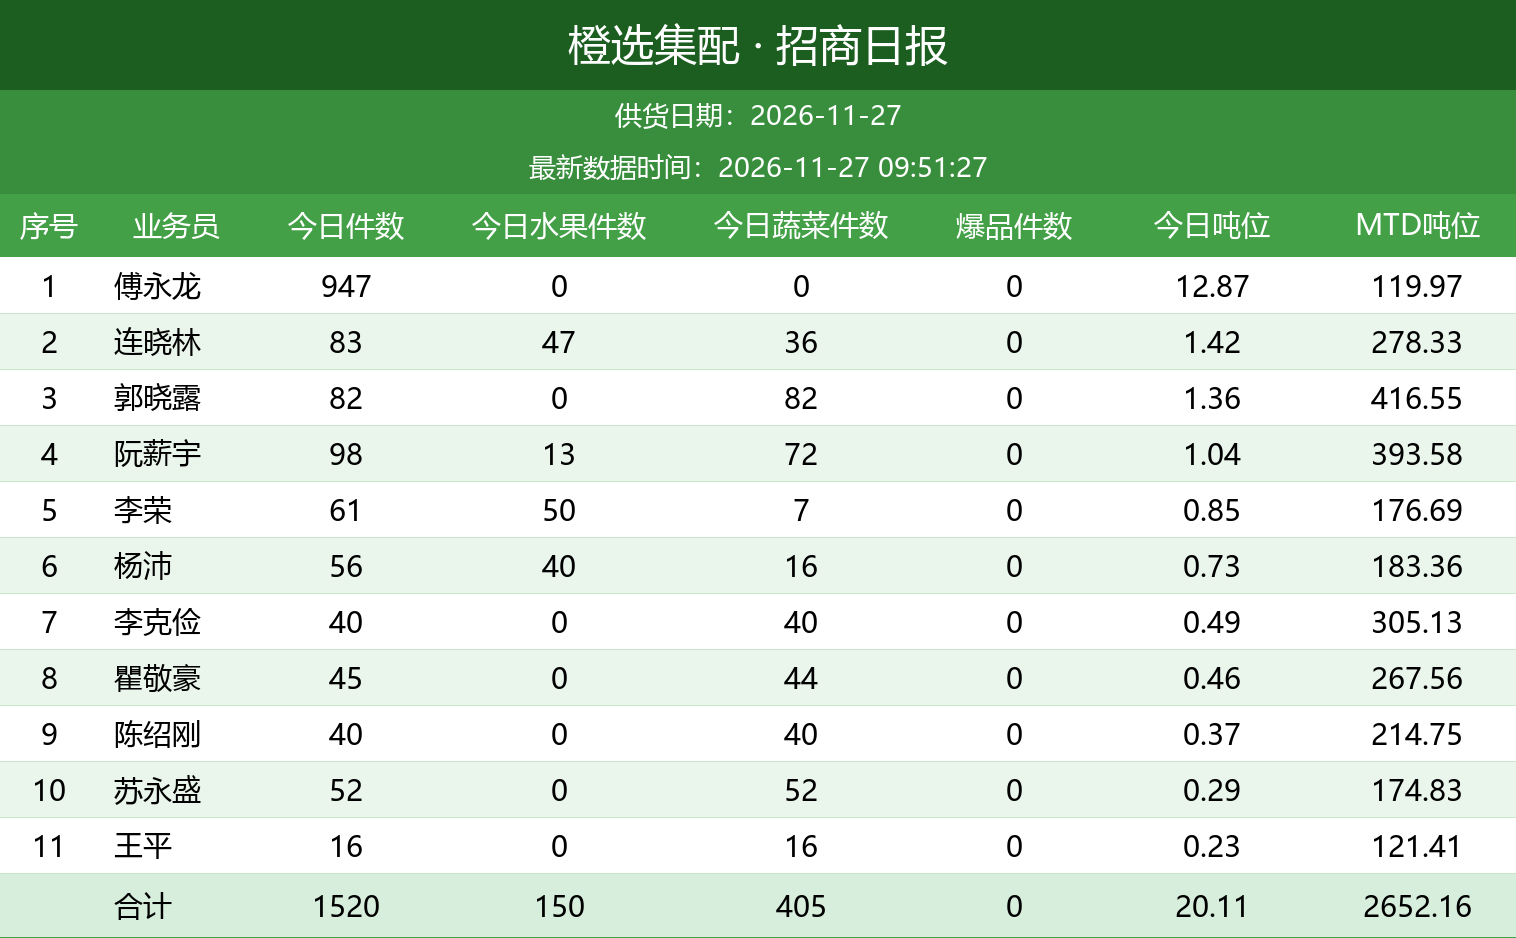 橙选集配 · 招商日报
供货日期：2026-11-27
最新数据时间：2026-11-27 09:51:27
序号 业务员 今日件数 今日水果件数 今日蔬菜件数 爆品件数 今日吨位 MTD吨位
1 傅永龙 947 0 0 0 12.87 119.97
2 连晓林 83 47 36 0 1.42 278.33
3 郭晓露 82 0 82 0 1.36 416.55
4 阮薪宇 98 13 72 0 1.04 393.58
5 李荣 61 50 7 0 0.85 176.69
6 杨沛 56 40 16 0 0.73 183.36
7 李克俭 40 0 40 0 0.49 305.13
8 瞿敬豪 45 0 44 0 0.46 267.56
9 陈绍刚 40 0 40 0 0.37 214.75
10 苏永盛 52 0 52 0 0.29 174.83
11 王平 16 0 16 0 0.23 121.41
合计 1520 150 405 0 20.11 2652.16